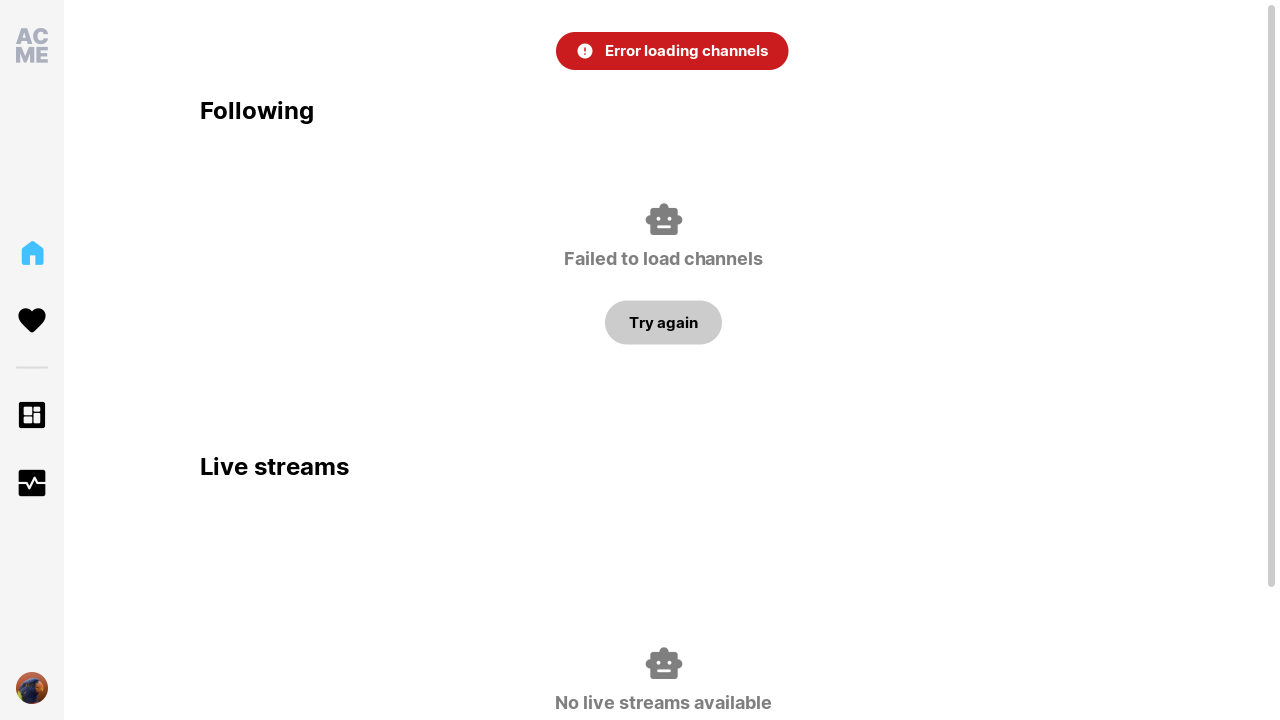 AC
ME
Error loading channels
Following
Failed to load channels
Try again
Live streams
No live streams available